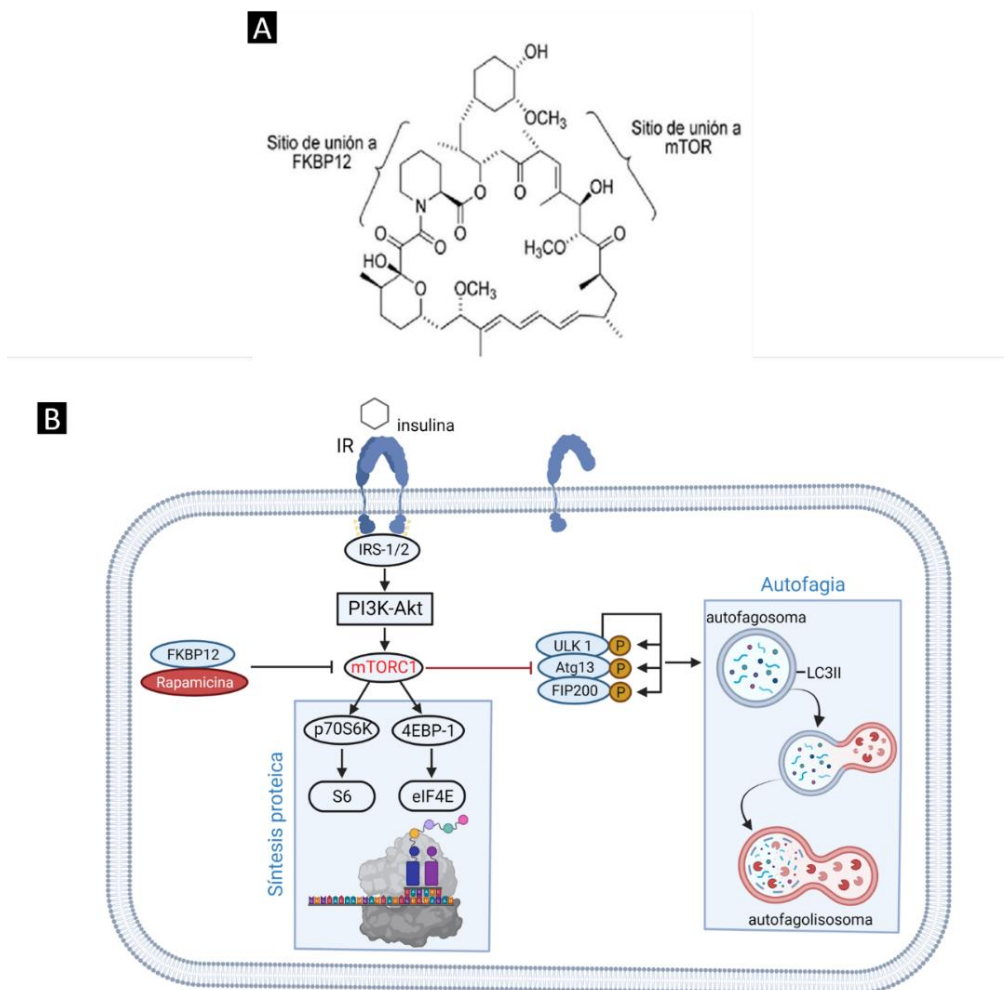 A
OH
OCH3
Sitio de unión a
FKBP12
Sitio de unión a
mTOR
O
O
OH
N
O
O
O
H3CO
O
HO
O
OCH3
B
insulina
IR
IRS-1/2
PI3K-Akt
FKBP12
Rapamicina
mTORC1
ULK 1
P
Atg13
P
FIP200
P
Autofagia
autofagosoma
LC3II
autofagolisosoma
Síntesis proteica
p70S6K
4EBP-1
S6
eIF4E